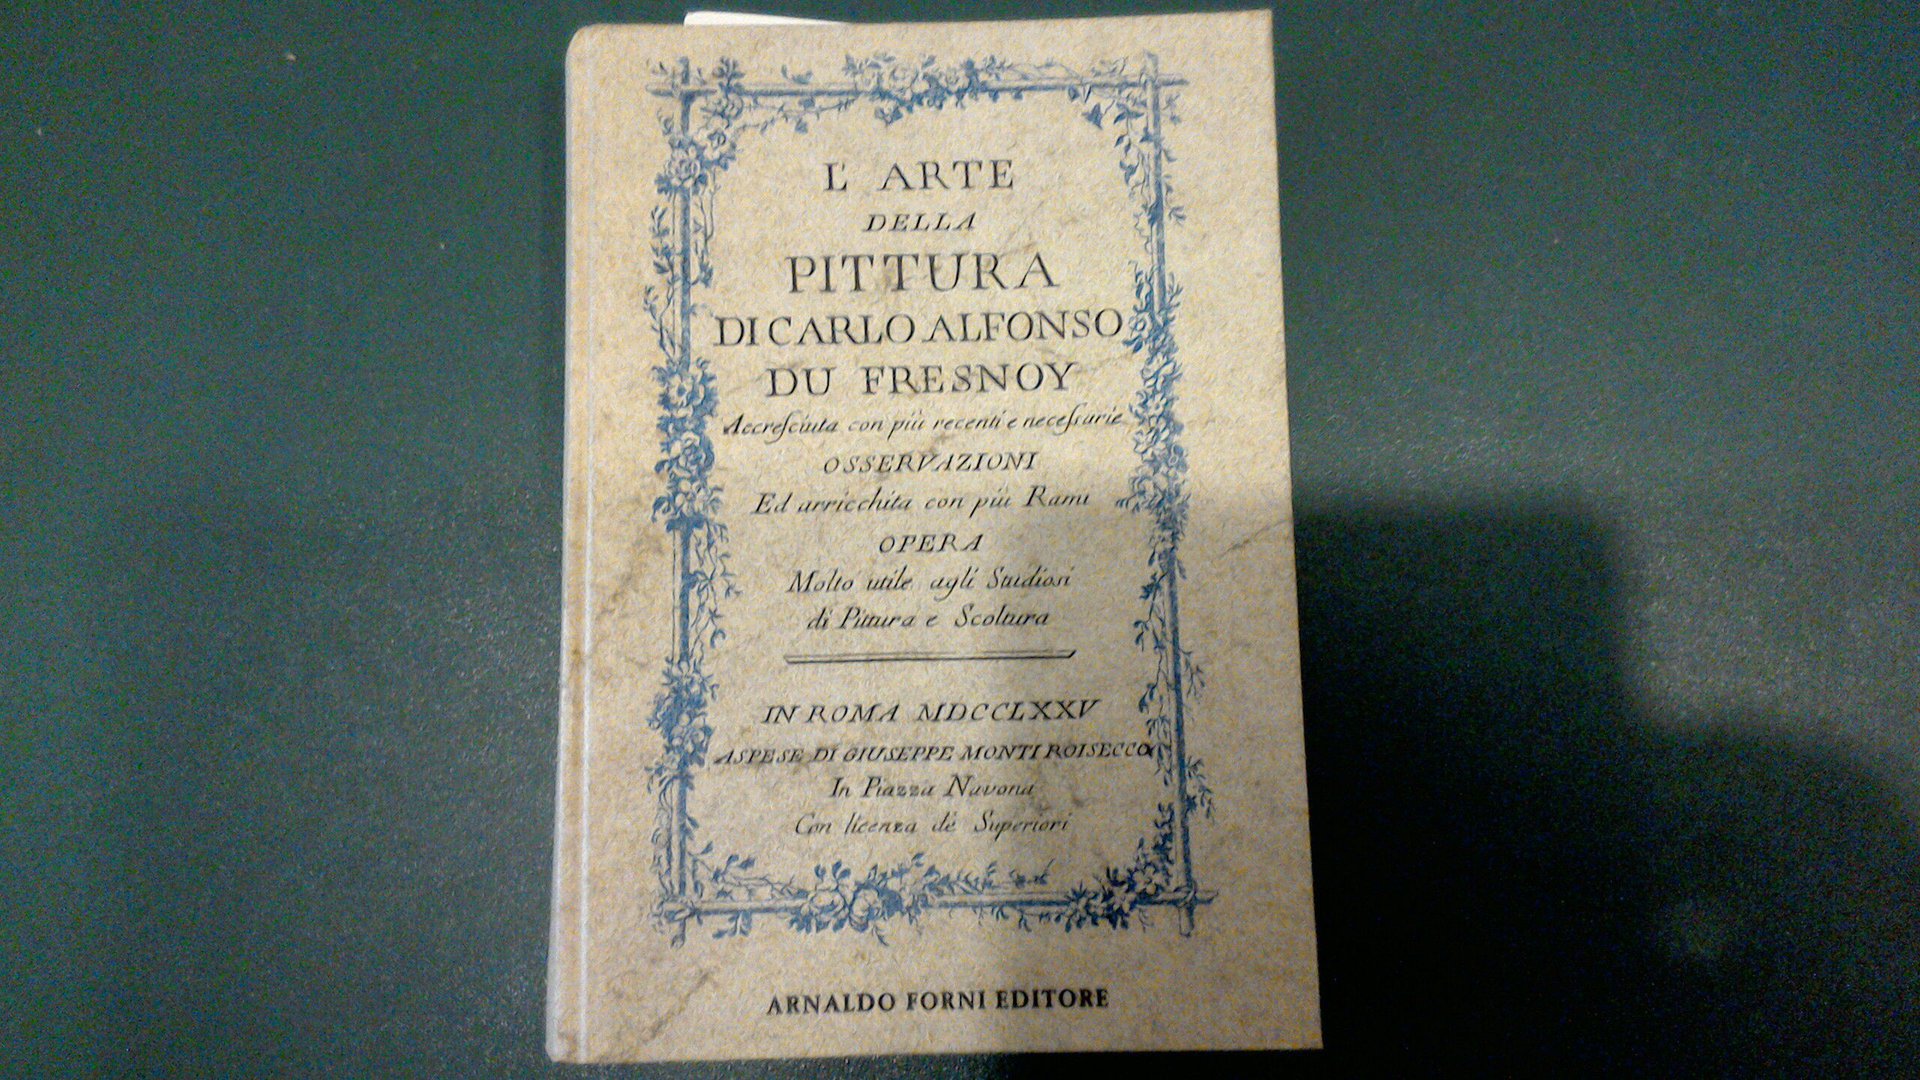 L' ARTE
DELLA
PITTURA
DI CARLO ALFONSO
DU FRESNOY
Accreſciuta con più recenti e neceſsarie
OSSERVAZIONI
Ed arricchita con più Rami
OPERA
Molto utile agli Studiosi
di Pittura e Scoltura
IN ROMA MDCCLXXV
A SPESE DI GIUSEPPE MONTI ROISECCO
In Piazza Navona
Con licenza de' Superiori
ARNALDO FORNI EDITORE